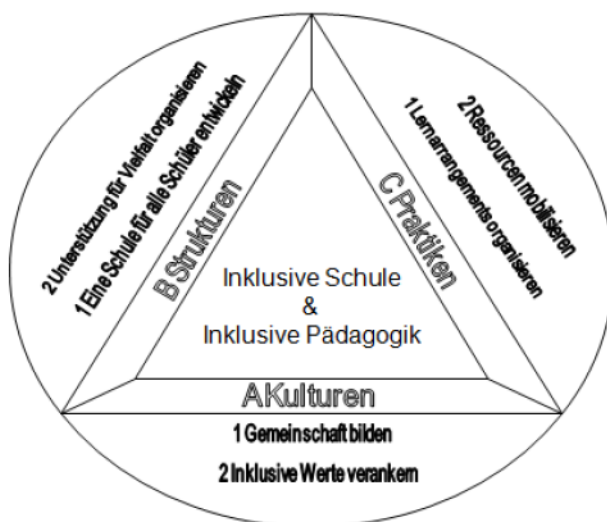 2 Unterstützung für Vielfalt organisieren
1 Eine Schule für alle Schüler entwickeln
B Strukturen
2 Ressourcen mobilisieren
1 Lernarrangements organisieren
C Praktiken
Inklusive Schule
&
Inklusive Pädagogik
A Kulturen
1 Gemeinschaft bilden
2 Inklusive Werte verankern